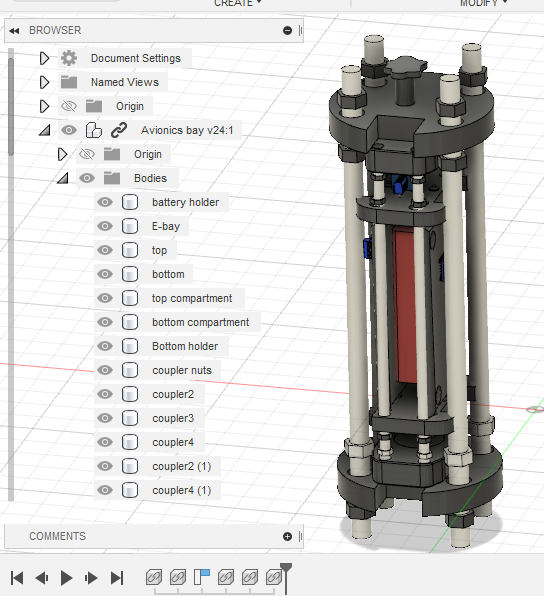 CREATE
MODIFY
BROWSER
Document Settings
Named Views
Origin
Avionics bay v24:1
Origin
Bodies
battery holder
E-bay
top
bottom
top compartment
bottom compartment
Bottom holder
coupler nuts
coupler2
coupler3
coupler4
coupler2 (1)
coupler4 (1)
COMMENTS